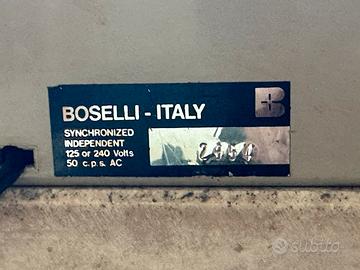 BOSELLI - ITALY
SYNCHRONIZED
INDEPENDENT
125 or 240 Volts
50 c.p.s. AC
subito